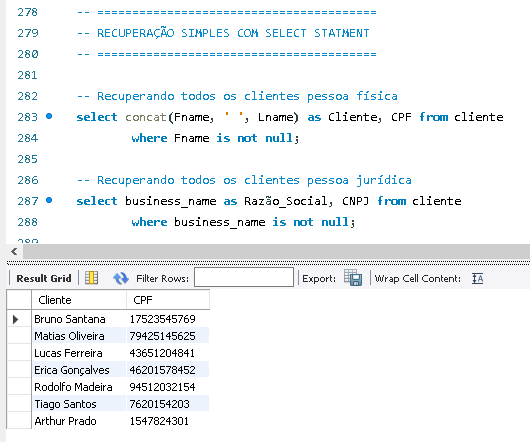 278 -- ========================================
279 -- RECUPERAÇÃO SIMPLES COM SELECT STATMENT
280 -- ========================================
281
282 -- Recuperando todos os clientes pessoa física
283 select concat(Fname, ' ', Lname) as Cliente, CPF from cliente
284 where Fname is not null;
285
286 -- Recuperando todos os clientes pessoa jurídica
287 select business_name as Razão_Social, CNPJ from cliente
288 where business_name is not null;
289
Result Grid Filter Rows: Export: Wrap Cell Content:
Cliente CPF
Bruno Santana 17523545769
Matias Oliveira 79425145625
Lucas Ferreira 43651204841
Erica Gonçalves 46201578452
Rodolfo Madeira 94512032154
Tiago Santos 7620154203
Arthur Prado 1547824301